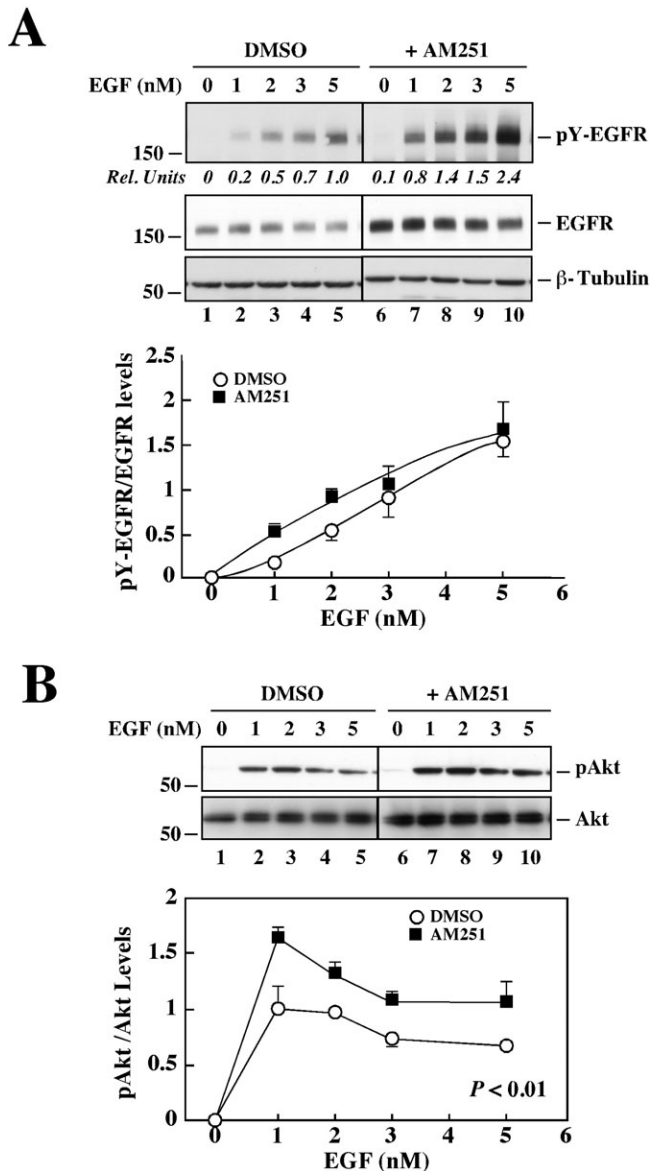 A
DMSO + AM251
EGF (nM) 0 1 2 3 5 0 1 2 3 5
pY-EGFR
150
Rel. Units 0 0.2 0.5 0.7 1.0 0.1 0.8 1.4 1.5 2.4
EGFR
150
β-Tubulin
50
1 2 3 4 5 6 7 8 9 10
pY-EGFR/EGFR levels
2.5
2
1.5
1
0.5
0
DMSO
AM251
0 1 2 3 4 5 6
EGF (nM)
B
DMSO + AM251
EGF (nM) 0 1 2 3 5 0 1 2 3 5
pAkt
50
Akt
50
1 2 3 4 5 6 7 8 9 10
pAkt /Akt Levels
2
1.5
1
0.5
0
DMSO
AM251
P < 0.01
0 1 2 3 4 5 6
EGF (nM)